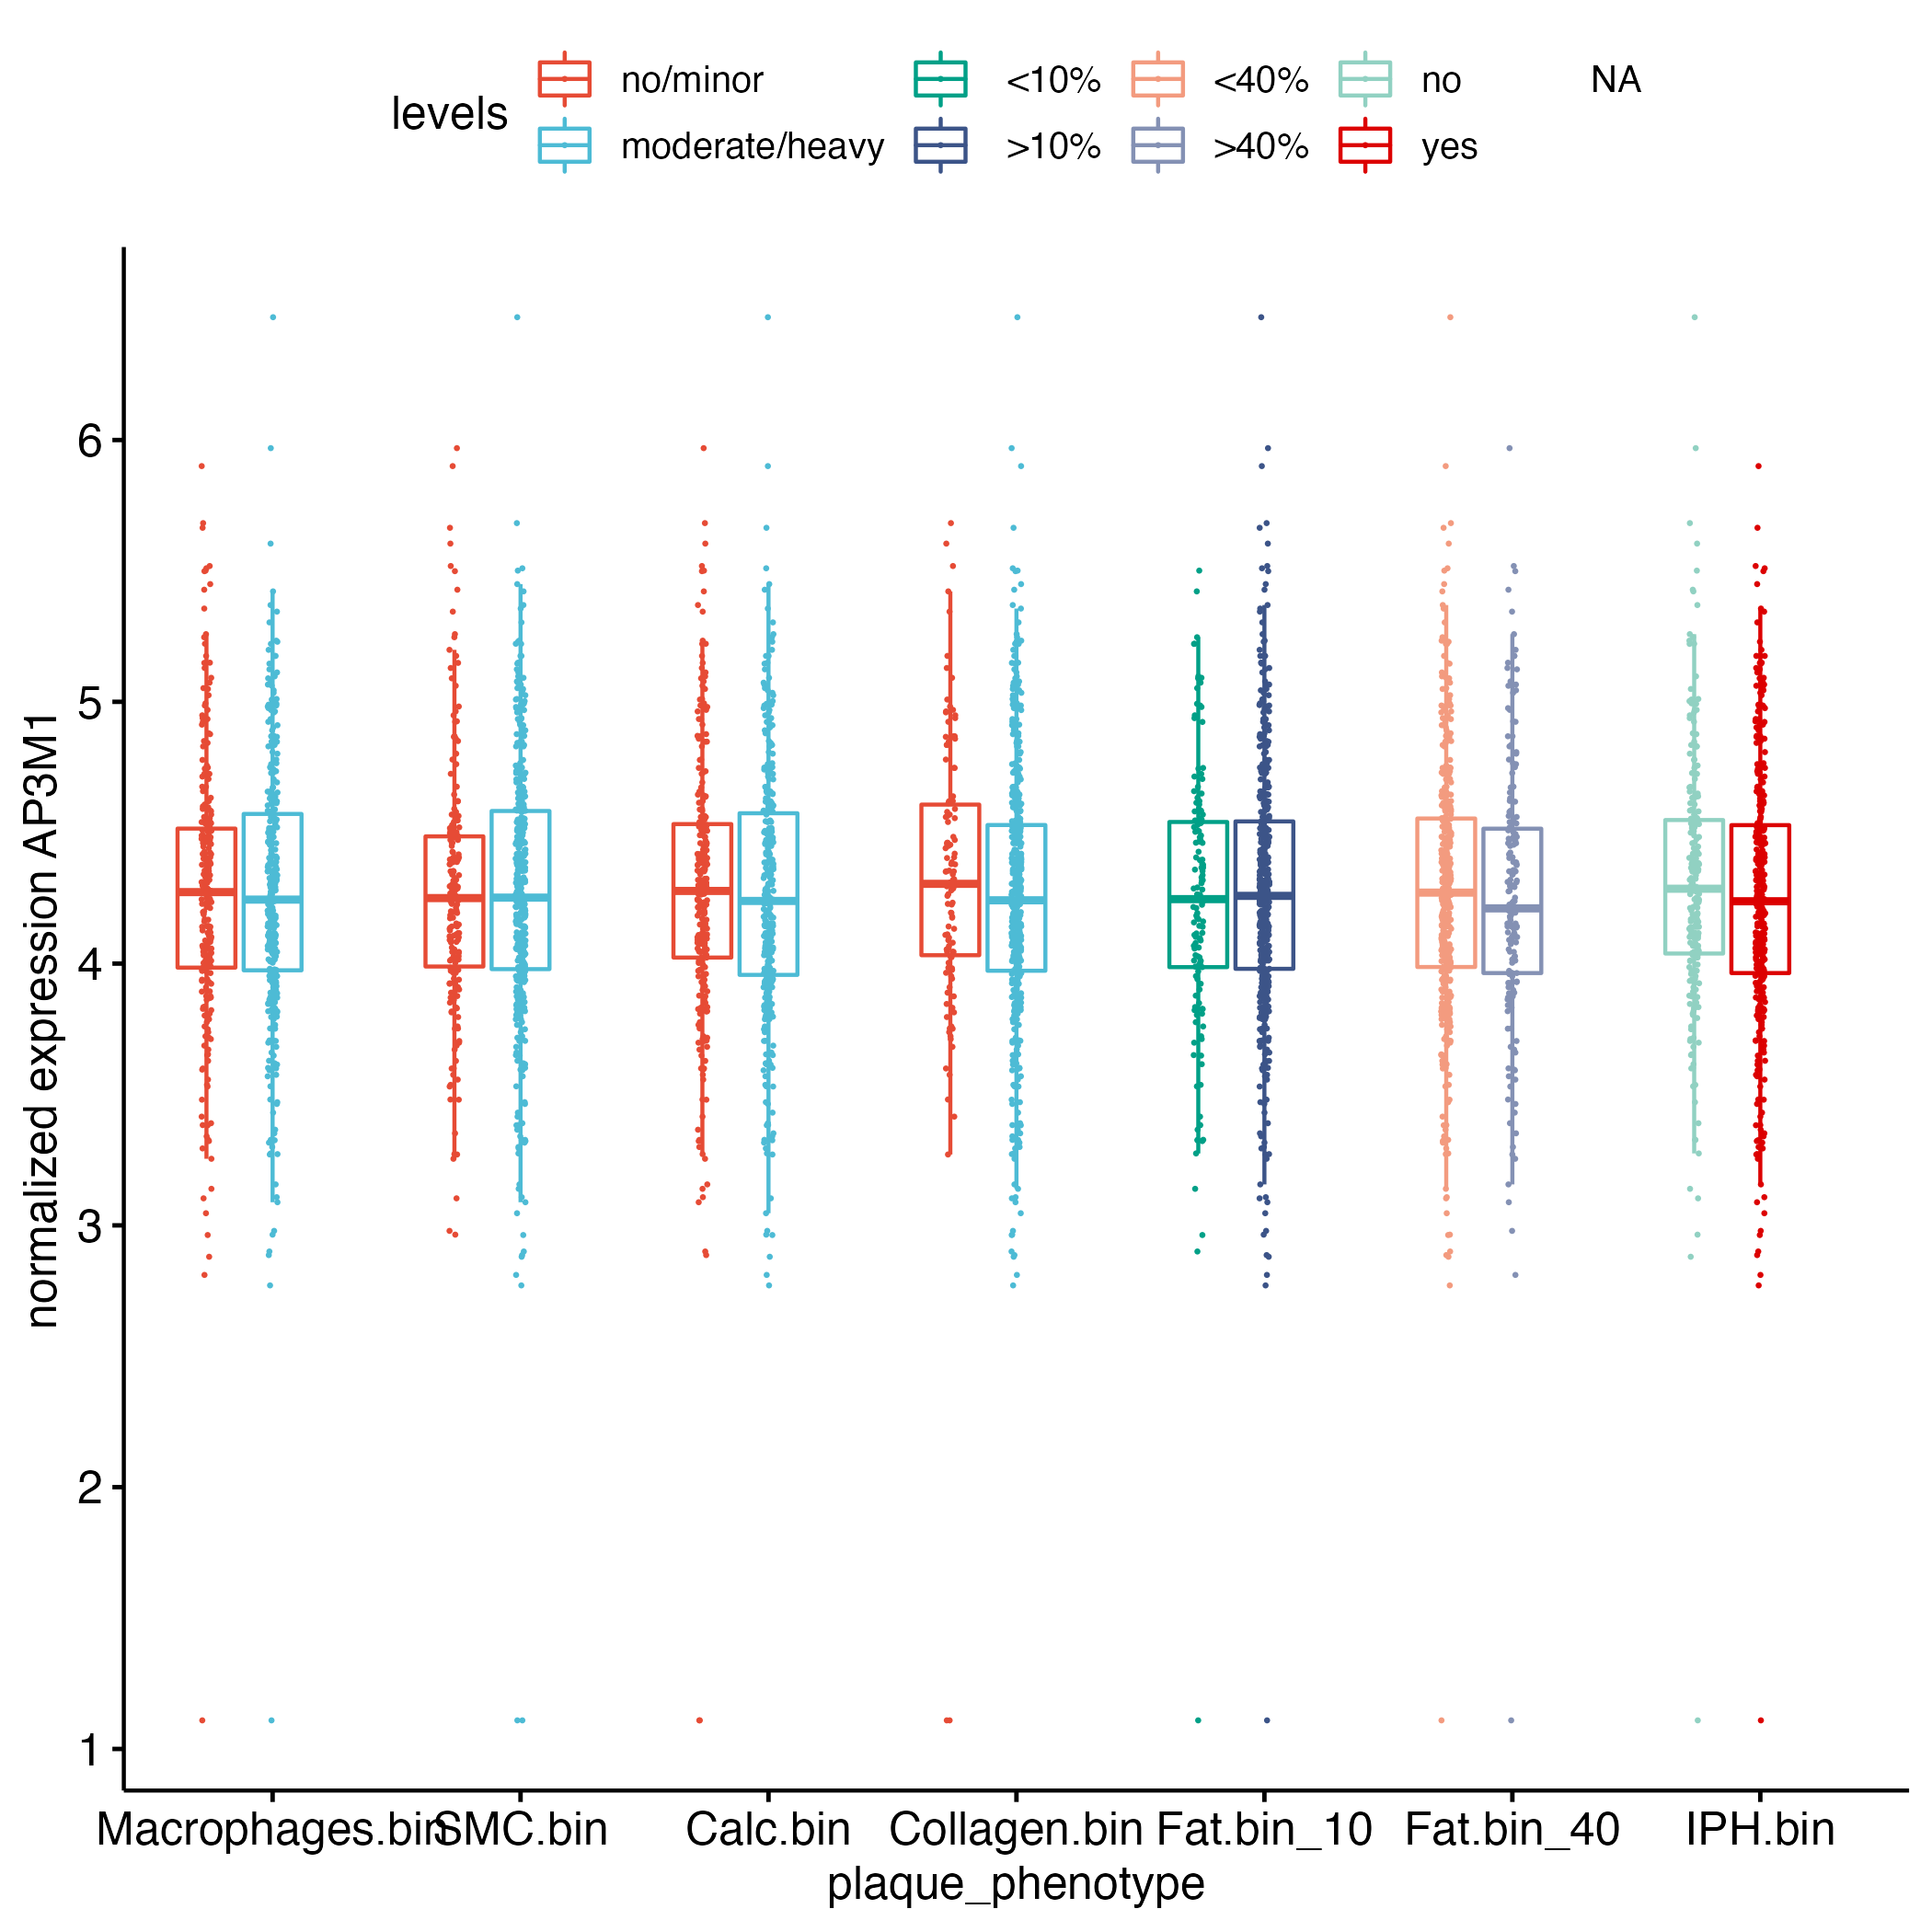 levels
no/minor
<10%
<40%
no
NA
moderate/heavy
>10%
>40%
yes
normalized expression AP3M1
6
5
4
3
2
1
Macrophages.bin SMC.bin Calc.bin Collagen.bin Fat.bin_10 Fat.bin_40 IPH.bin
plaque_phenotype